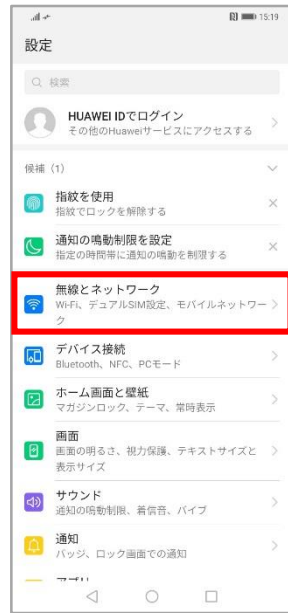 15:19
設定
検索
HUAWEI IDでログイン
その他のHuaweiサービスにアクセスする
候補 (1)
指紋を使用
指紋でロックを解除する
通知の鳴動制限を設定
指定の時間帯に通知の鳴動を制限する
無線とネットワーク
Wi-Fi、デュアルSIM設定、モバイルネットワー
ク
デバイス接続
Bluetooth、NFC、PCモード
ホーム画面と壁紙
マガジンロック、テーマ、常時表示
画面
画面の明るさ、視力保護、テキストサイズと
表示サイズ
サウンド
通知の鳴動制限、着信音、バイブ
通知
バッジ、ロック画面での通知